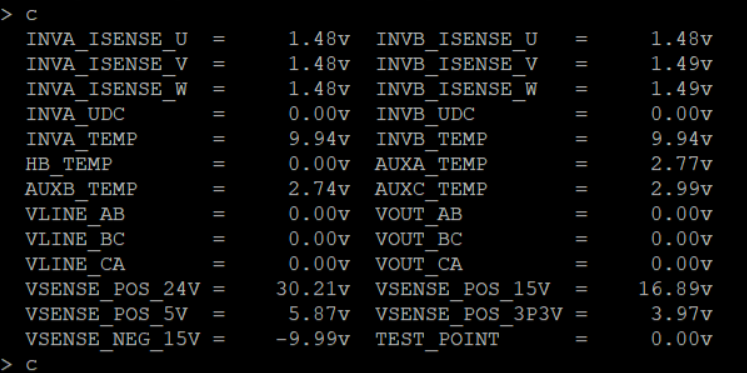 > c
INVA_ISENSE_U = 1.48v INVB_ISENSE_U = 1.48v
INVA_ISENSE_V = 1.48v INVB_ISENSE_V = 1.49v
INVA_ISENSE_W = 1.48v INVB_ISENSE_W = 1.49v
INVA_UDC = 0.00v INVB_UDC = 0.00v
INVA_TEMP = 9.94v INVB_TEMP = 9.94v
HB_TEMP = 0.00v AUXA_TEMP = 2.77v
AUXB_TEMP = 2.74v AUXC_TEMP = 2.99v
VLINE_AB = 0.00v VOUT_AB = 0.00v
VLINE_BC = 0.00v VOUT_BC = 0.00v
VLINE_CA = 0.00v VOUT_CA = 0.00v
VSENSE_POS_24V = 30.21v VSENSE_POS_15V = 16.89v
VSENSE_POS_5V = 5.87v VSENSE_POS_3P3V = 3.97v
VSENSE_NEG_15V = -9.99v TEST_POINT = 0.00v
> c